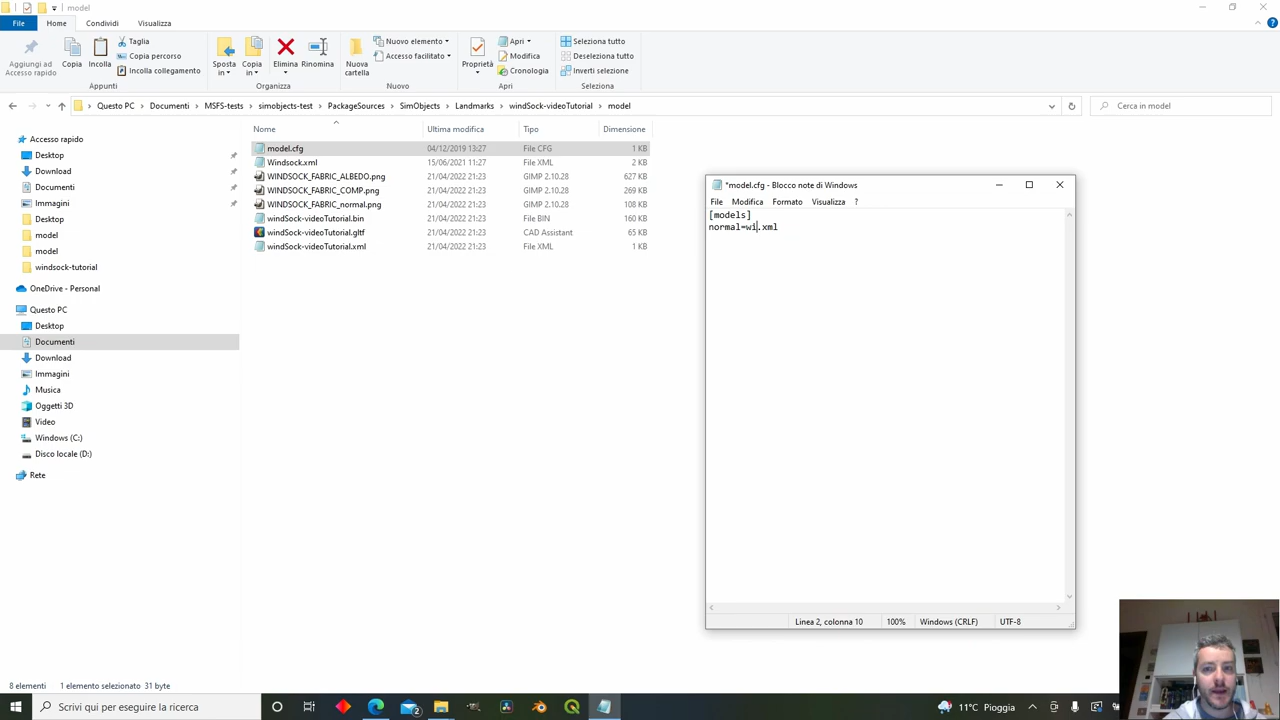 model
File Home Condividi Visualizza
Aggiungi ad Accesso rapido
Copia
Incolla
Taglia
Copia percorso
Incolla collegamento
Appunti
Sposta in
Copia in
Elimina
Rinomina
Organizza
Nuova cartella
Nuovo elemento
Accesso facilitato
Nuovo
Proprietà
Apri
Modifica
Cronologia
Apri
Seleziona tutto
Deseleziona tutto
Inverti selezione
Seleziona
Questo PC > Documenti > MSFS-tests > simobjects-test > PackageSources > SimObjects > Landmarks > windSock-videoTutorial > model
Cerca in model
Accesso rapido
Desktop
Download
Documenti
Immagini
Desktop
model
model
windsock-tutorial
OneDrive - Personal
Questo PC
Desktop
Documenti
Download
Immagini
Musica
Oggetti 3D
Video
Windows (C:)
Disco locale (D:)
Rete
Nome Ultima modifica Tipo Dimensione
model.cfg 04/12/2019 13:27 File CFG 1 KB
Windsock.xml 15/06/2021 11:27 File XML 2 KB
WINDSOCK_FABRIC_ALBEDO.png 21/04/2022 21:23 GIMP 2.10.28 627 KB
WINDSOCK_FABRIC_COMP.png 21/04/2022 21:23 GIMP 2.10.28 269 KB
WINDSOCK_FABRIC_normal.png 21/04/2022 21:23 GIMP 2.10.28 108 KB
windSock-videoTutorial.bin 21/04/2022 21:23 File BIN 160 KB
windSock-videoTutorial.gltf 21/04/2022 21:23 CAD Assistant 65 KB
windSock-videoTutorial.xml 21/04/2022 21:23 File XML 1 KB
*model.cfg - Blocco note di Windows
File Modifica Formato Visualizza ?
[models]
normal=wi.xml
Linea 2, colonna 10 100% Windows (CRLF) UTF-8
8 elementi 1 elemento selezionato 31 byte
Scrivi qui per eseguire la ricerca
2
11°C Pioggia